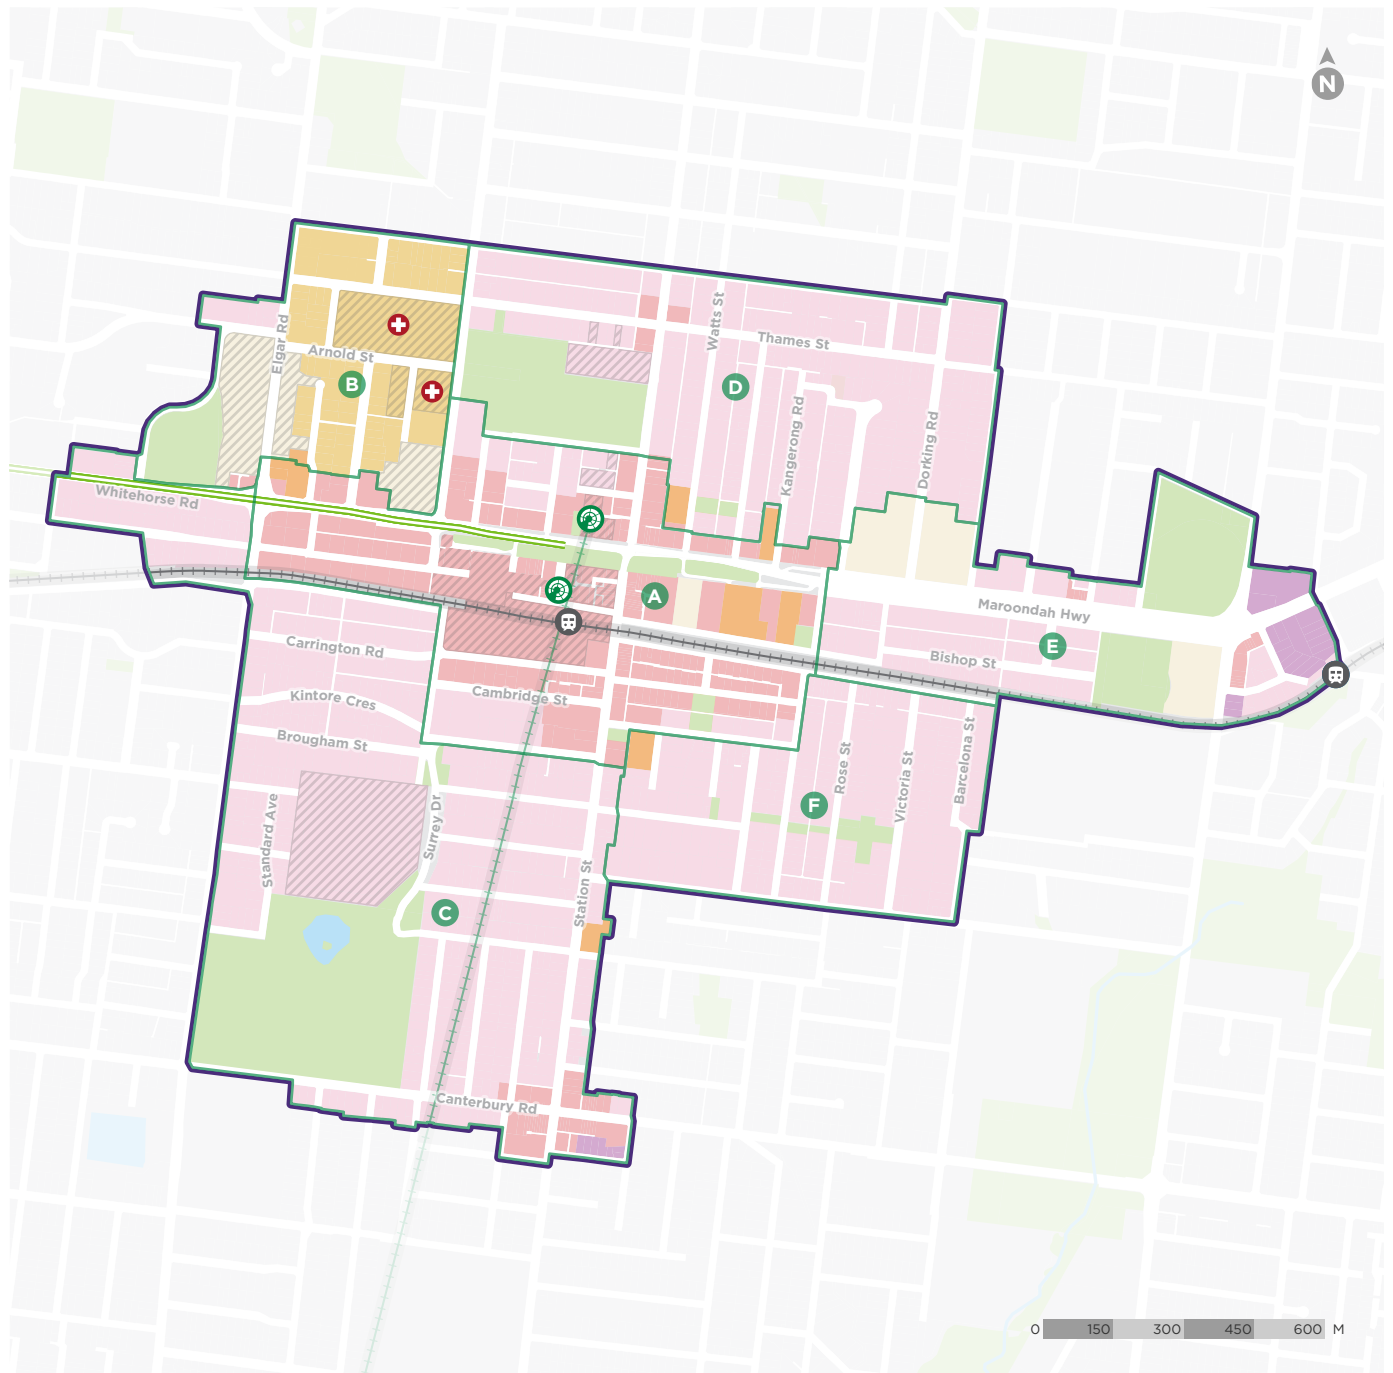 N
Elgar Rd
Arnold St
B
Watts St
Thames St
D
Kangerong Rd
Dorking Rd
Whitehorse Rd
A
Maroondah Hwy
E
Bishop St
Carrington Rd
Kintore Cres
Cambridge St
Brougham St
Rose St
Victoria St
Barcelona St
F
Standard Ave
Surrey Dr
Station St
C
Canterbury Rd
0 150 300 450 600 M